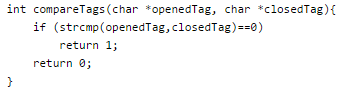 int compareTags(char *openedTag, char *closedTag){
    if (strcmp(openedTag,closedTag)==0)
        return 1;
    return 0;
}